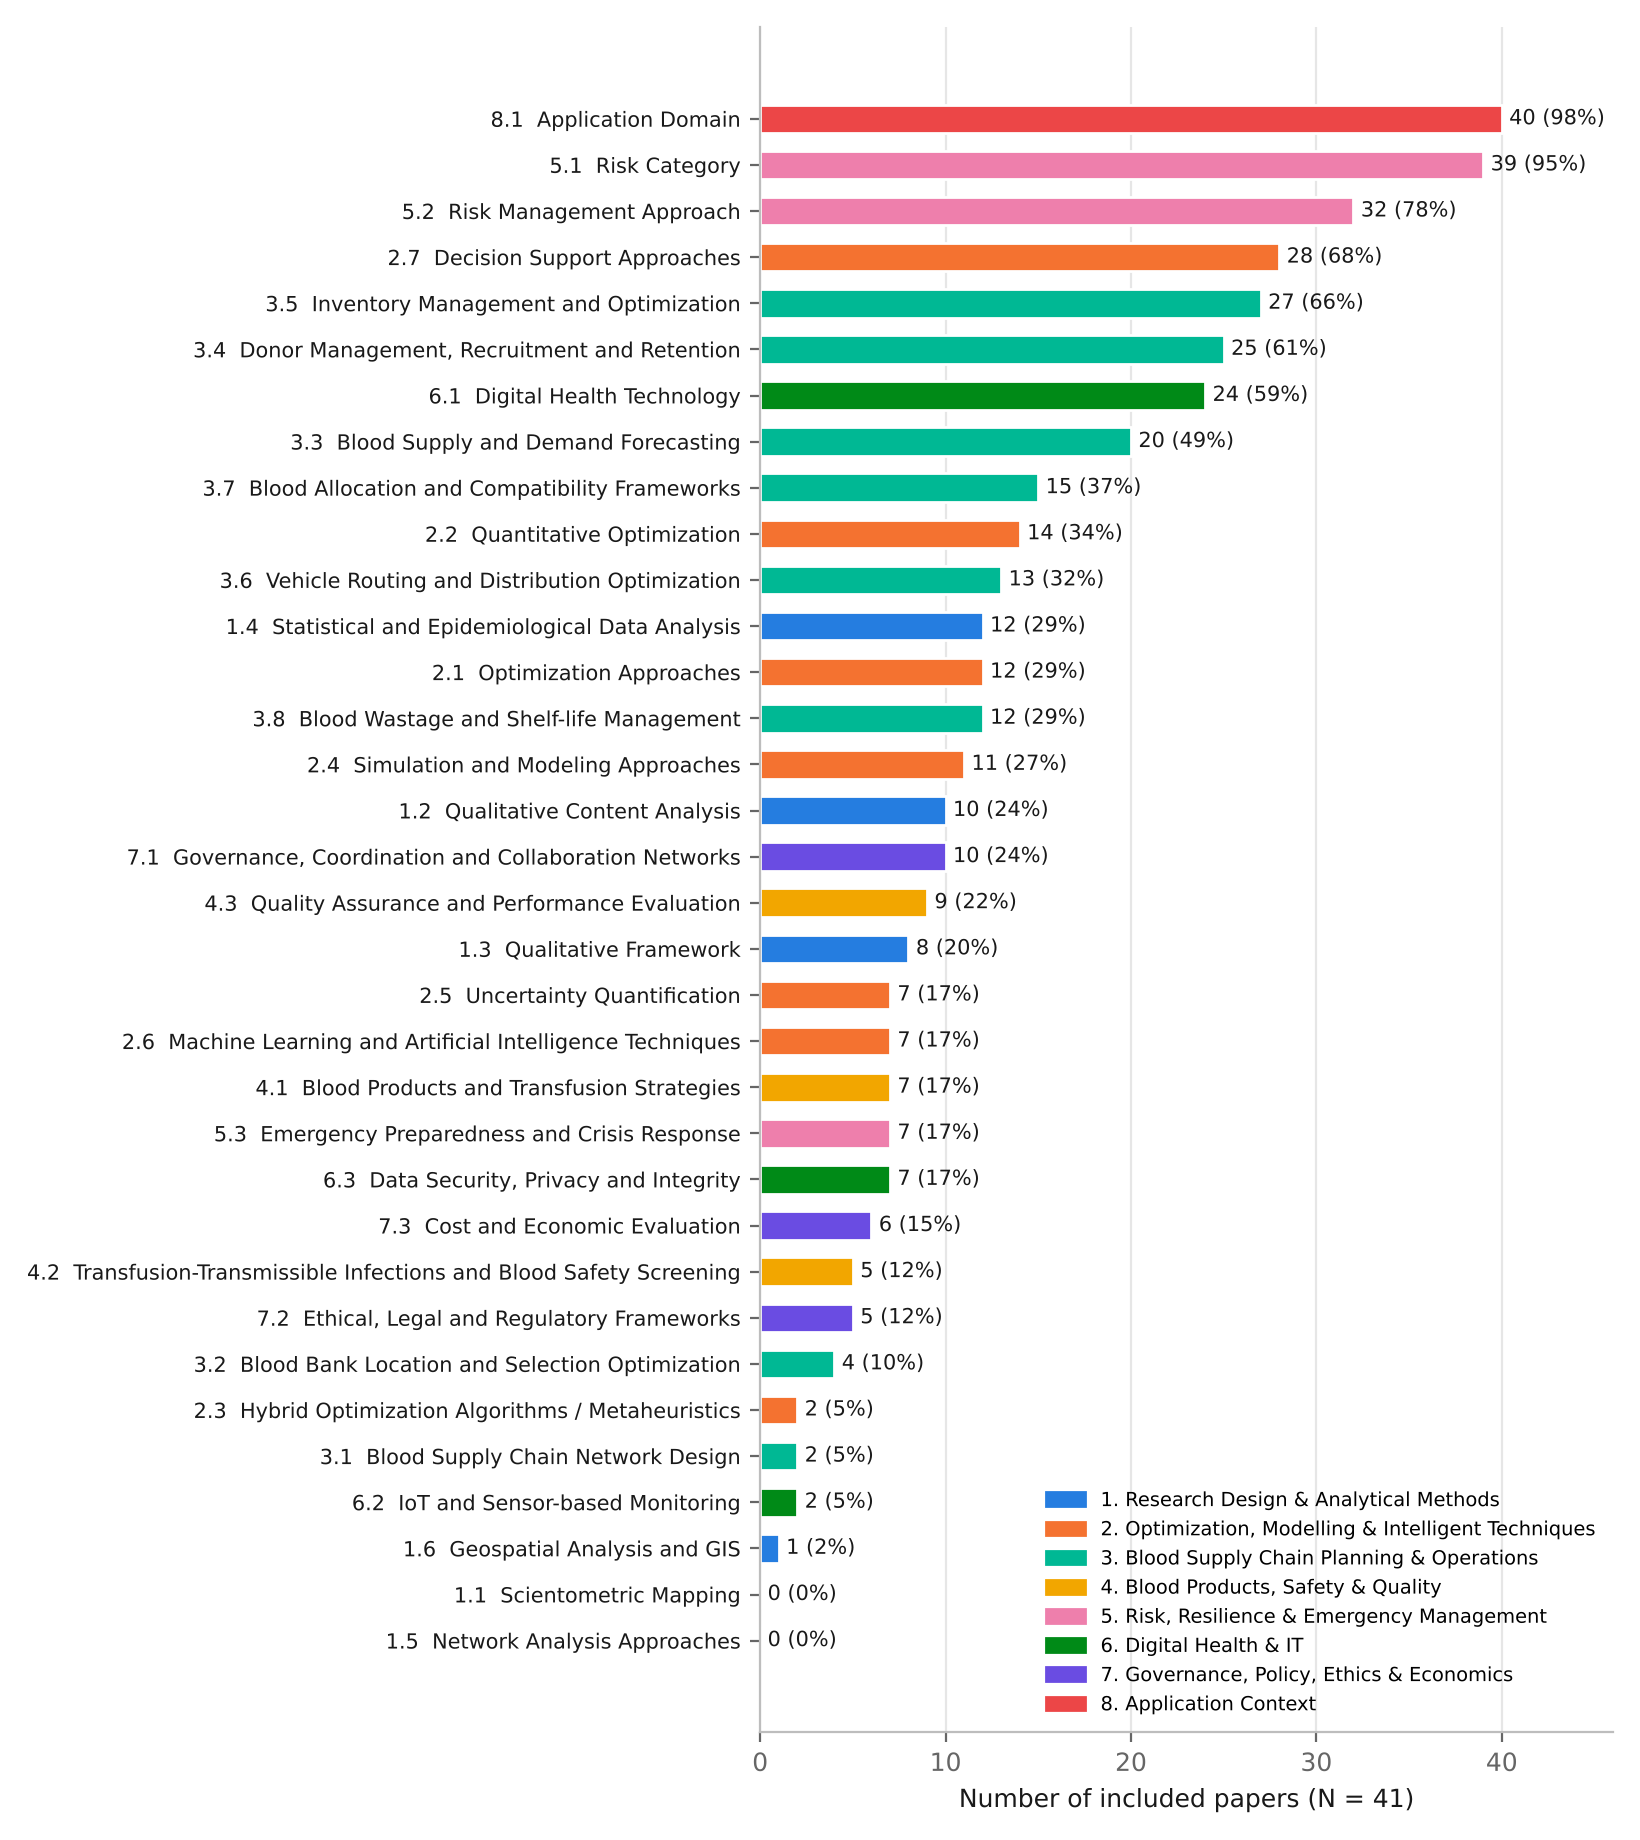 8.1 Application Domain 40 (98%)
5.1 Risk Category 39 (95%)
5.2 Risk Management Approach 32 (78%)
2.7 Decision Support Approaches 28 (68%)
3.5 Inventory Management and Optimization 27 (66%)
3.4 Donor Management, Recruitment and Retention 25 (61%)
6.1 Digital Health Technology 24 (59%)
3.3 Blood Supply and Demand Forecasting 20 (49%)
3.7 Blood Allocation and Compatibility Frameworks 15 (37%)
2.2 Quantitative Optimization 14 (34%)
3.6 Vehicle Routing and Distribution Optimization 13 (32%)
1.4 Statistical and Epidemiological Data Analysis 12 (29%)
2.1 Optimization Approaches 12 (29%)
3.8 Blood Wastage and Shelf-life Management 12 (29%)
2.4 Simulation and Modeling Approaches 11 (27%)
1.2 Qualitative Content Analysis 10 (24%)
7.1 Governance, Coordination and Collaboration Networks 10 (24%)
4.3 Quality Assurance and Performance Evaluation 9 (22%)
1.3 Qualitative Framework 8 (20%)
2.5 Uncertainty Quantification 7 (17%)
2.6 Machine Learning and Artificial Intelligence Techniques 7 (17%)
4.1 Blood Products and Transfusion Strategies 7 (17%)
5.3 Emergency Preparedness and Crisis Response 7 (17%)
6.3 Data Security, Privacy and Integrity 7 (17%)
7.3 Cost and Economic Evaluation 6 (15%)
4.2 Transfusion-Transmissible Infections and Blood Safety Screening 5 (12%)
7.2 Ethical, Legal and Regulatory Frameworks 5 (12%)
3.2 Blood Bank Location and Selection Optimization 4 (10%)
2.3 Hybrid Optimization Algorithms / Metaheuristics 2 (5%)
3.1 Blood Supply Chain Network Design 2 (5%)
6.2 IoT and Sensor-based Monitoring 2 (5%)
1.6 Geospatial Analysis and GIS 1 (2%)
1.1 Scientometric Mapping 0 (0%)
1.5 Network Analysis Approaches 0 (0%)
1. Research Design & Analytical Methods
2. Optimization, Modelling & Intelligent Techniques
3. Blood Supply Chain Planning & Operations
4. Blood Products, Safety & Quality
5. Risk, Resilience & Emergency Management
6. Digital Health & IT
7. Governance, Policy, Ethics & Economics
8. Application Context
0 10 20 30 40
Number of included papers (N = 41)